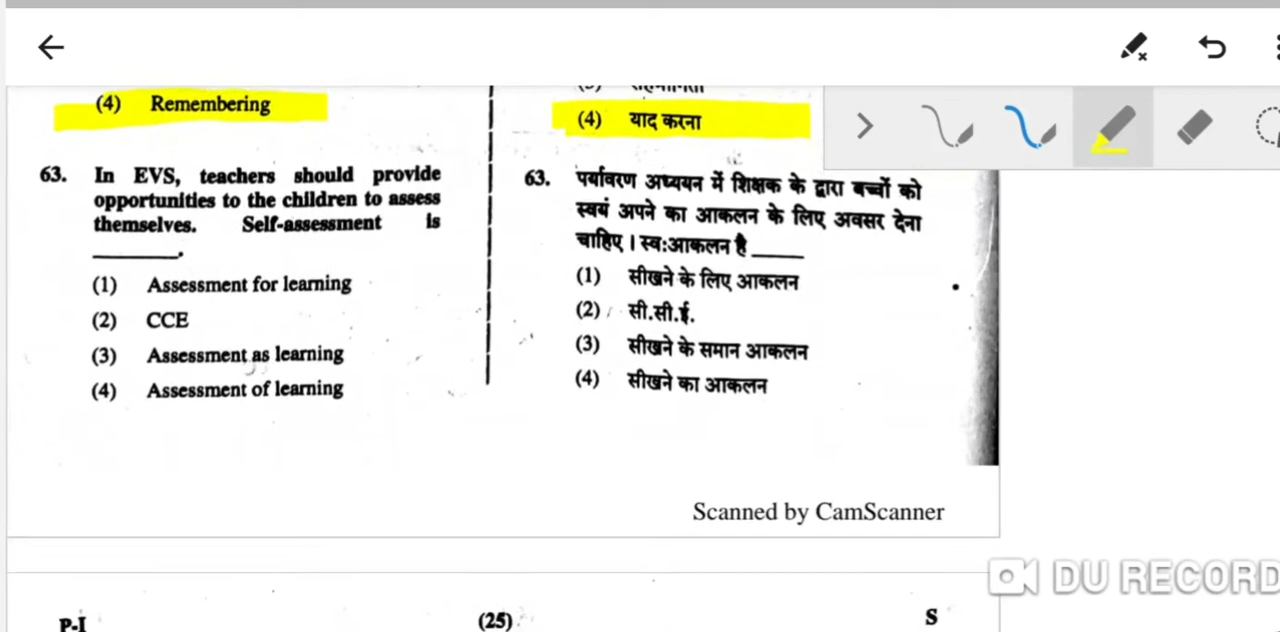 (4) Remembering
63. In EVS, teachers should provide
opportunities to the children to assess
themselves. Self-assessment is
______.
(1) Assessment for learning
(2) CCE
(3) Assessment as learning
(4) Assessment of learning
(4) याद करना
63. पर्यावरण अध्ययन में शिक्षक के द्वारा बच्चों को
स्वयं अपने का आकलन के लिए अवसर देना
चाहिए । स्व:आकलन है ____
(1) सीखने के लिए आकलन
(2) सी.सी.ई.
(3) सीखने के समान आकलन
(4) सीखने का आकलन
Scanned by CamScanner
DU RECORD
P-I (25) S